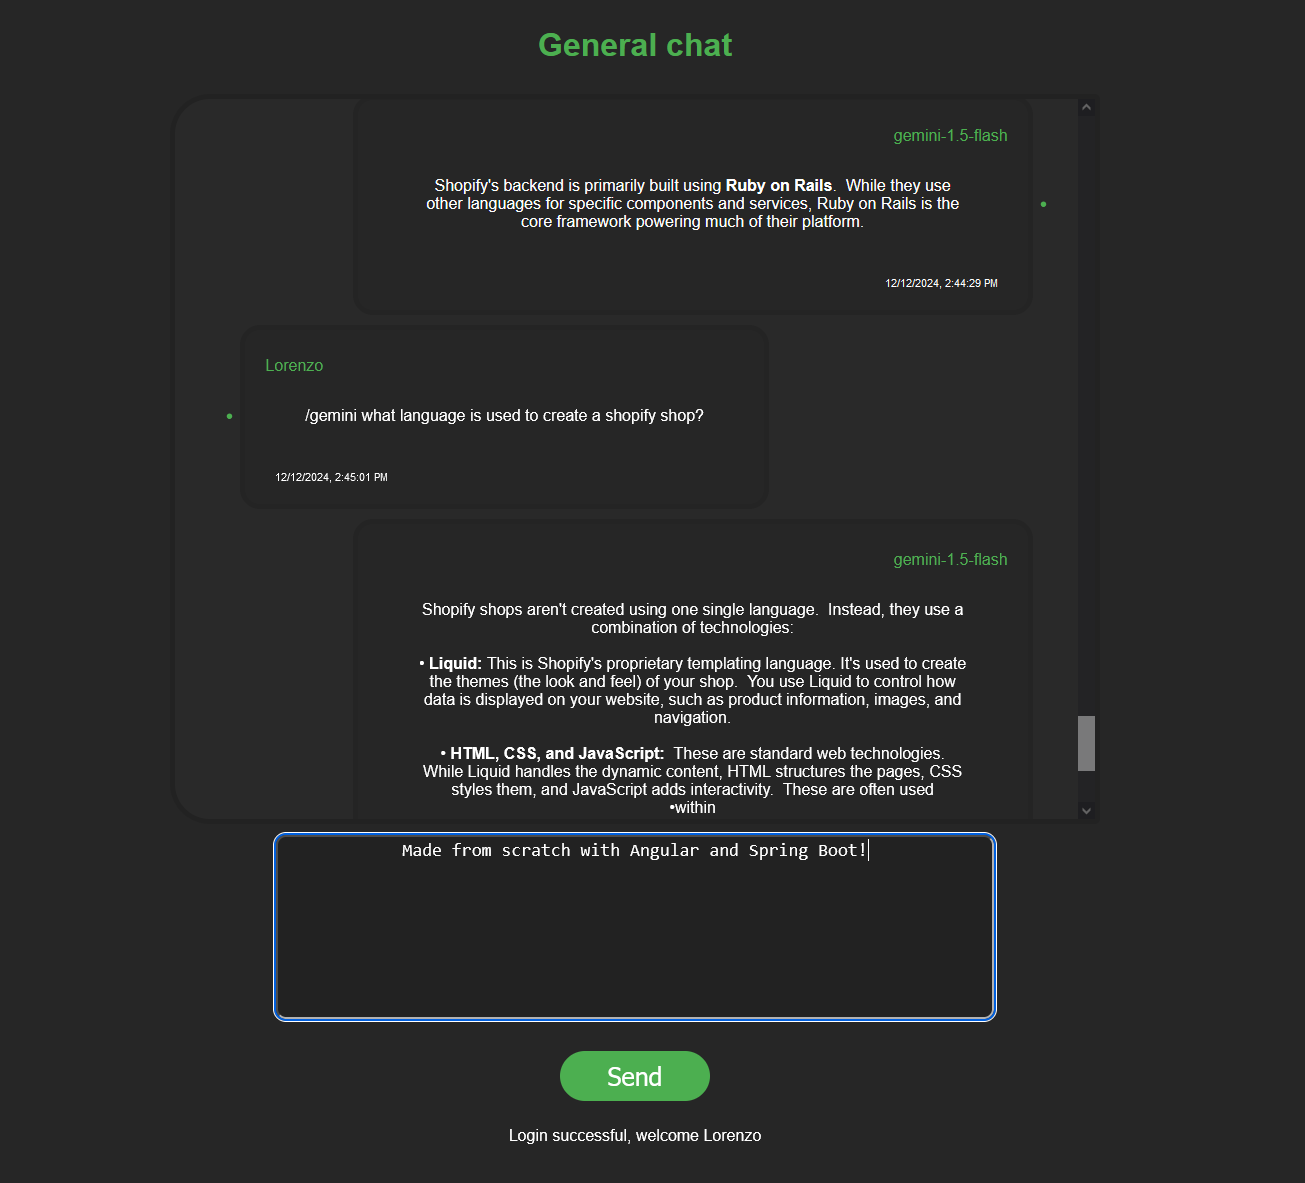 General chat
gemini-1.5-flash
Shopify's backend is primarily built using Ruby on Rails.  While they use
other languages for specific components and services, Ruby on Rails is the
core framework powering much of their platform.
12/12/2024, 2:44:29 PM
Lorenzo
/gemini what language is used to create a shopify shop?
12/12/2024, 2:45:01 PM
gemini-1.5-flash
Shopify shops aren't created using one single language.  Instead, they use a
combination of technologies:
• Liquid: This is Shopify's proprietary templating language. It's used to create
the themes (the look and feel) of your shop.  You use Liquid to control how
data is displayed on your website, such as product information, images, and
navigation.
• HTML, CSS, and JavaScript:  These are standard web technologies.
While Liquid handles the dynamic content, HTML structures the pages, CSS
styles them, and JavaScript adds interactivity.  These are often used
•within
Made from scratch with Angular and Spring Boot!
Send
Login successful, welcome Lorenzo